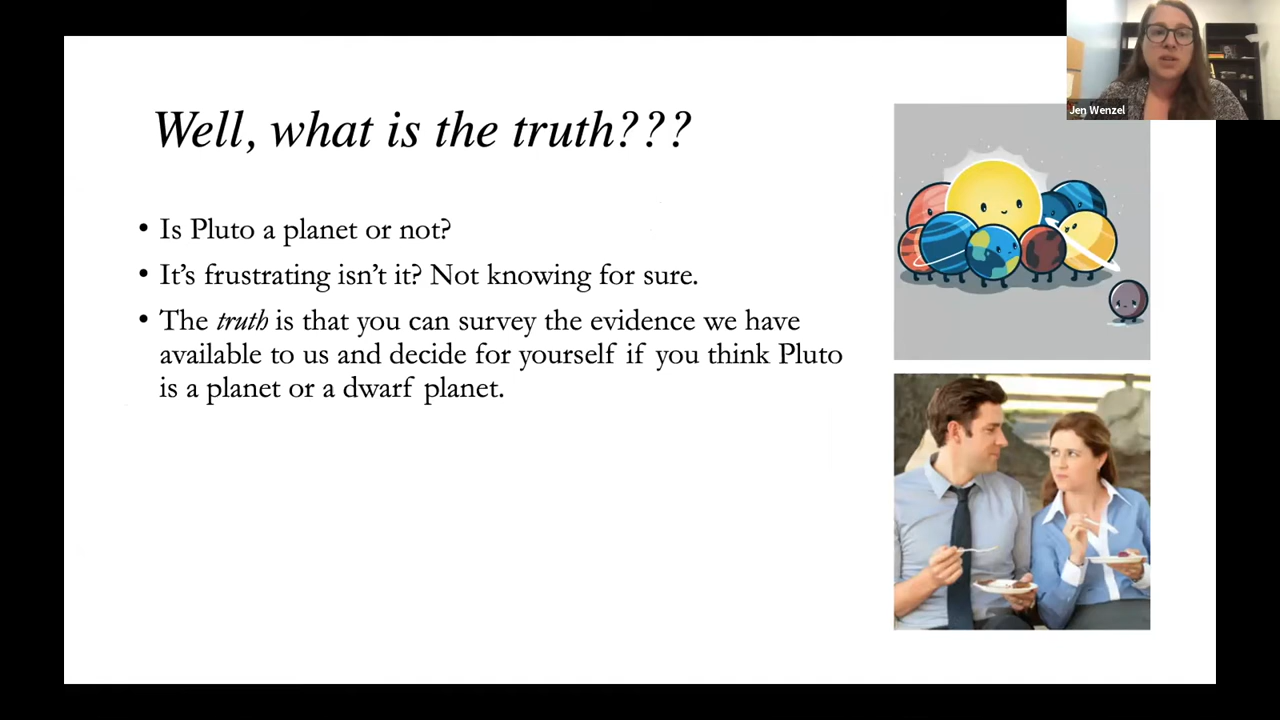 Jen Wenzel
Well, what is the truth???
• Is Pluto a planet or not?
• It’s frustrating isn’t it? Not knowing for sure.
• The truth is that you can survey the evidence we have
available to us and decide for yourself if you think Pluto
is a planet or a dwarf planet.